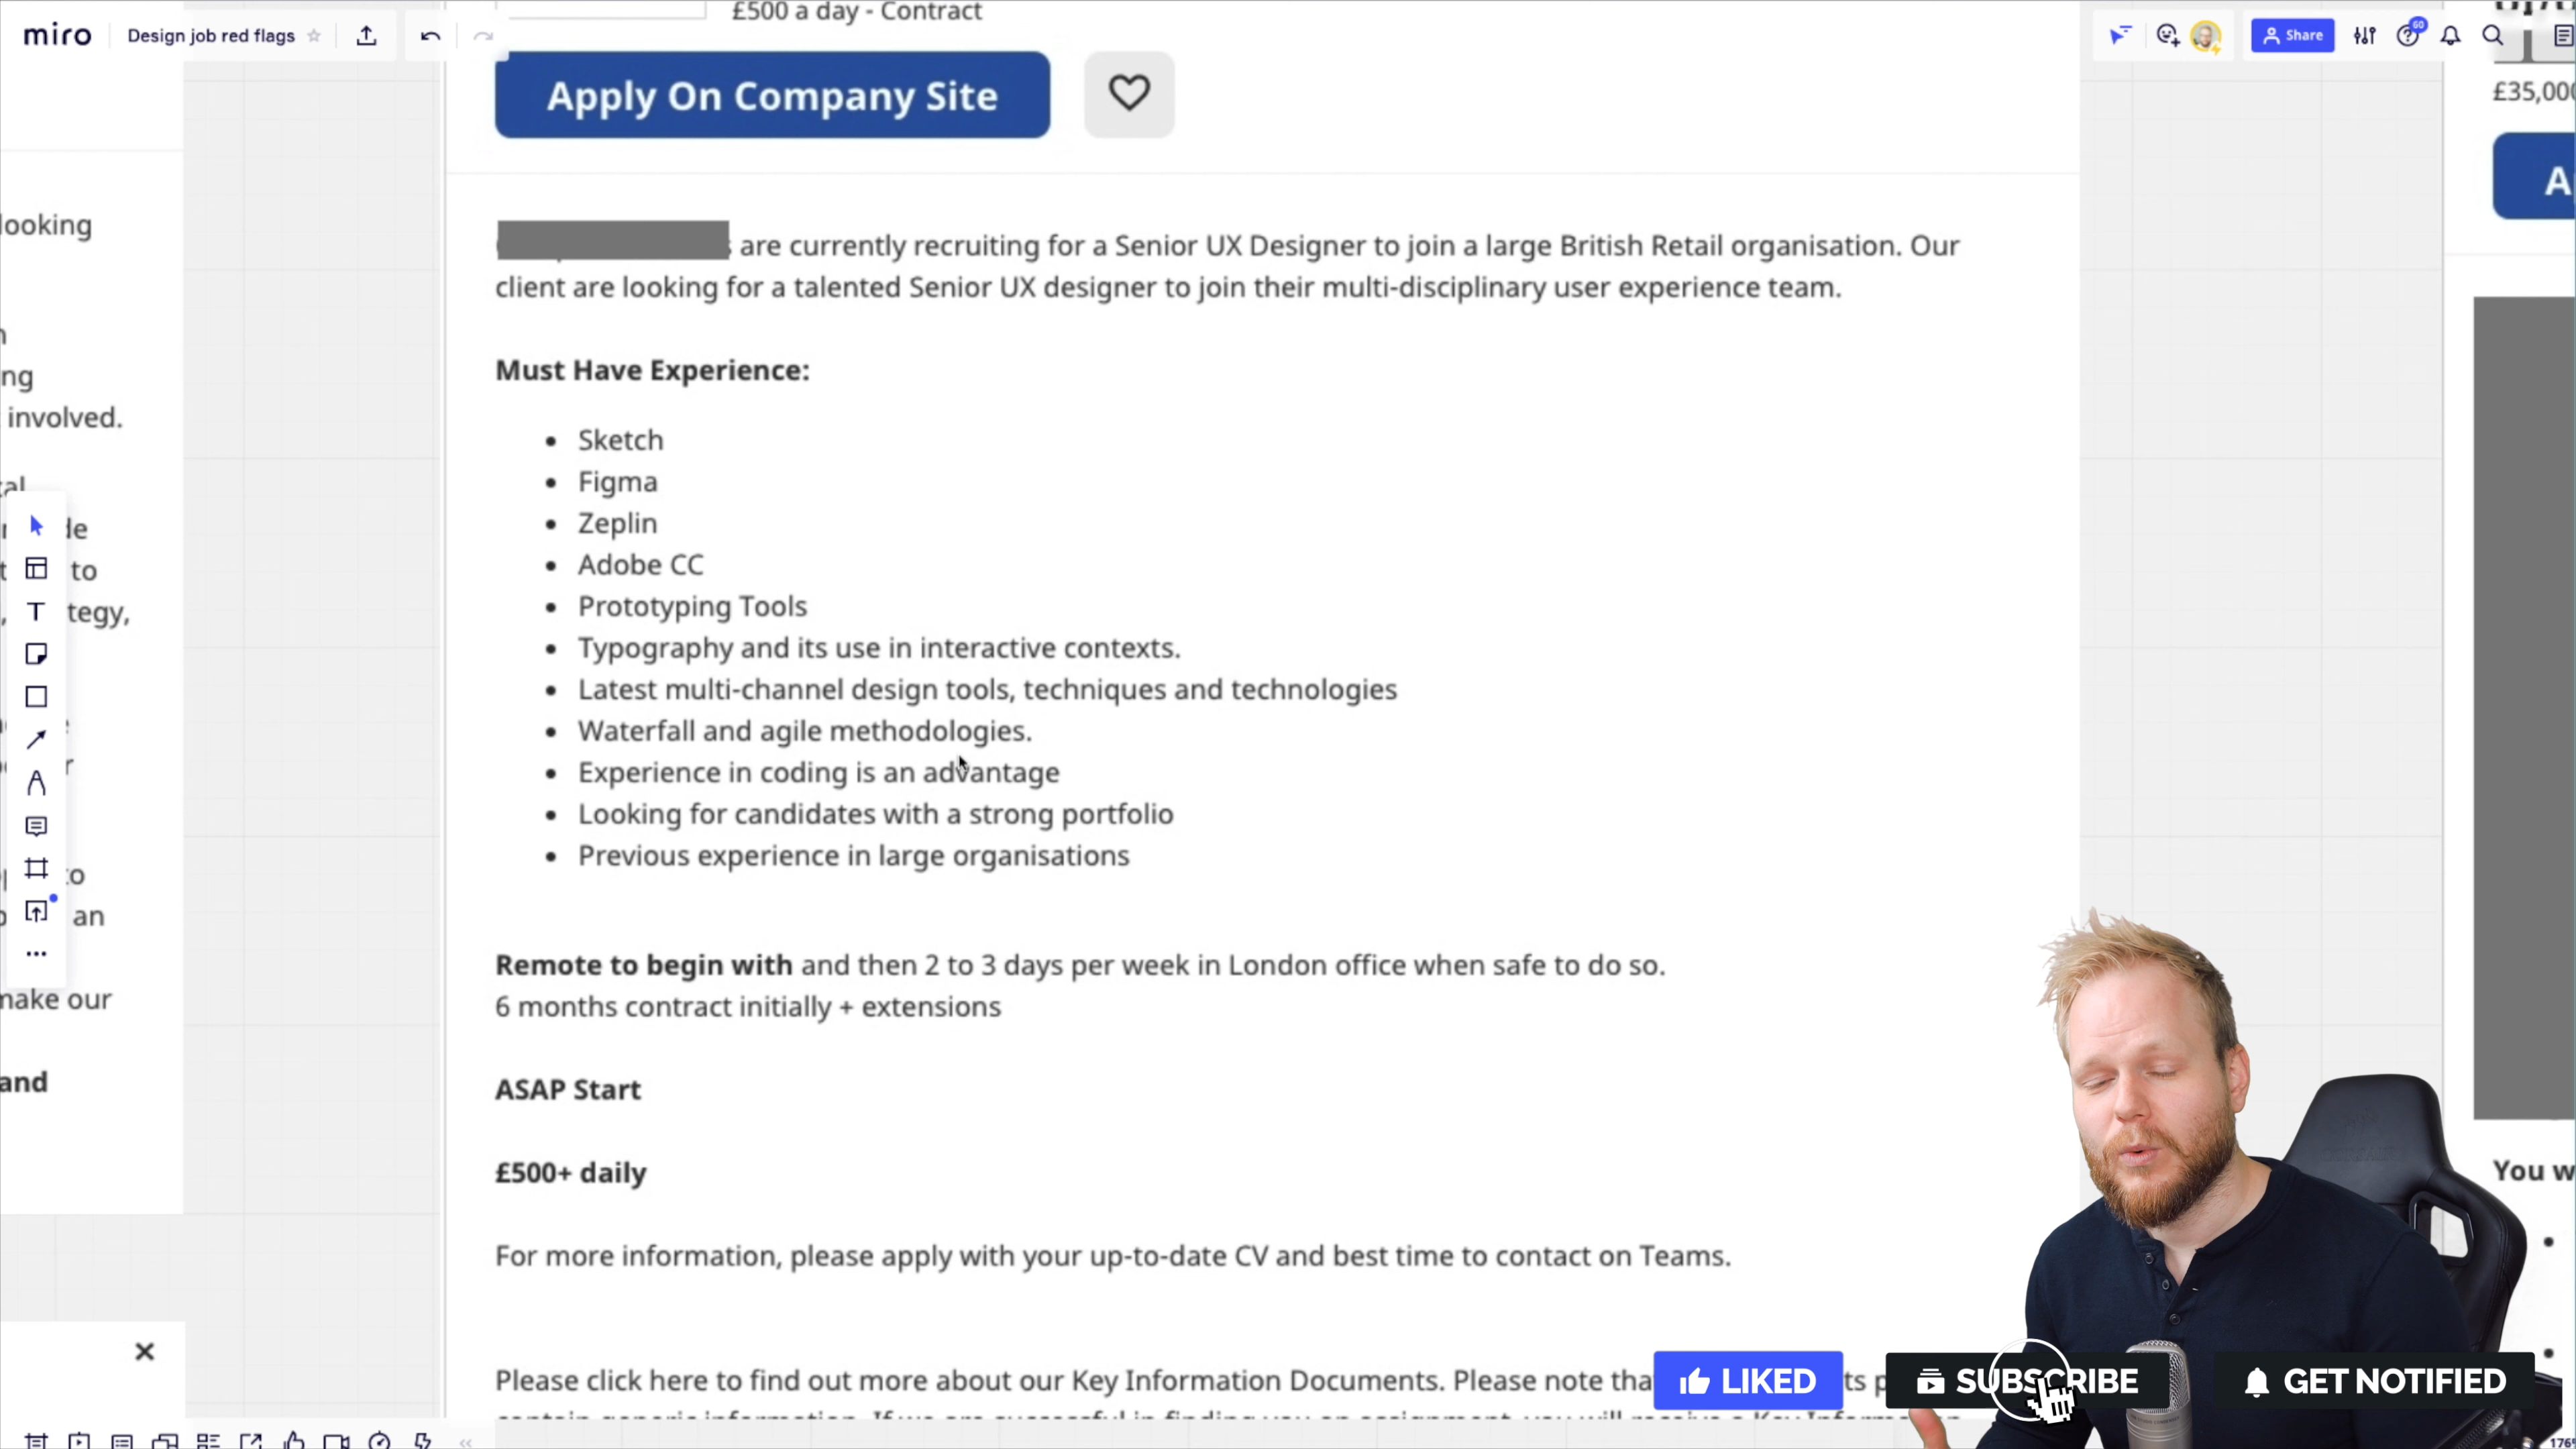 miro
Design job red flags
60
Share
£500 a day - Contract
Apply On Company Site
£35,000
A
looking
ng
involved.
to
tegy,
an
make our
and
are currently recruiting for a Senior UX Designer to join a large British Retail organisation. Our
client are looking for a talented Senior UX designer to join their multi-disciplinary user experience team.
Must Have Experience:
• Sketch
• Figma
• Zeplin
• Adobe CC
• Prototyping Tools
• Typography and its use in interactive contexts.
• Latest multi-channel design tools, techniques and technologies
• Waterfall and agile methodologies.
• Experience in coding is an advantage
• Looking for candidates with a strong portfolio
• Previous experience in large organisations
Remote to begin with and then 2 to 3 days per week in London office when safe to do so.
6 months contract initially + extensions
ASAP Start
£500+ daily
You w
For more information, please apply with your up-to-date CV and best time to contact on Teams.
Please click here to find out more about our Key Information Documents. Please note tha
LIKED
SUBSCRIBE
GET NOTIFIED